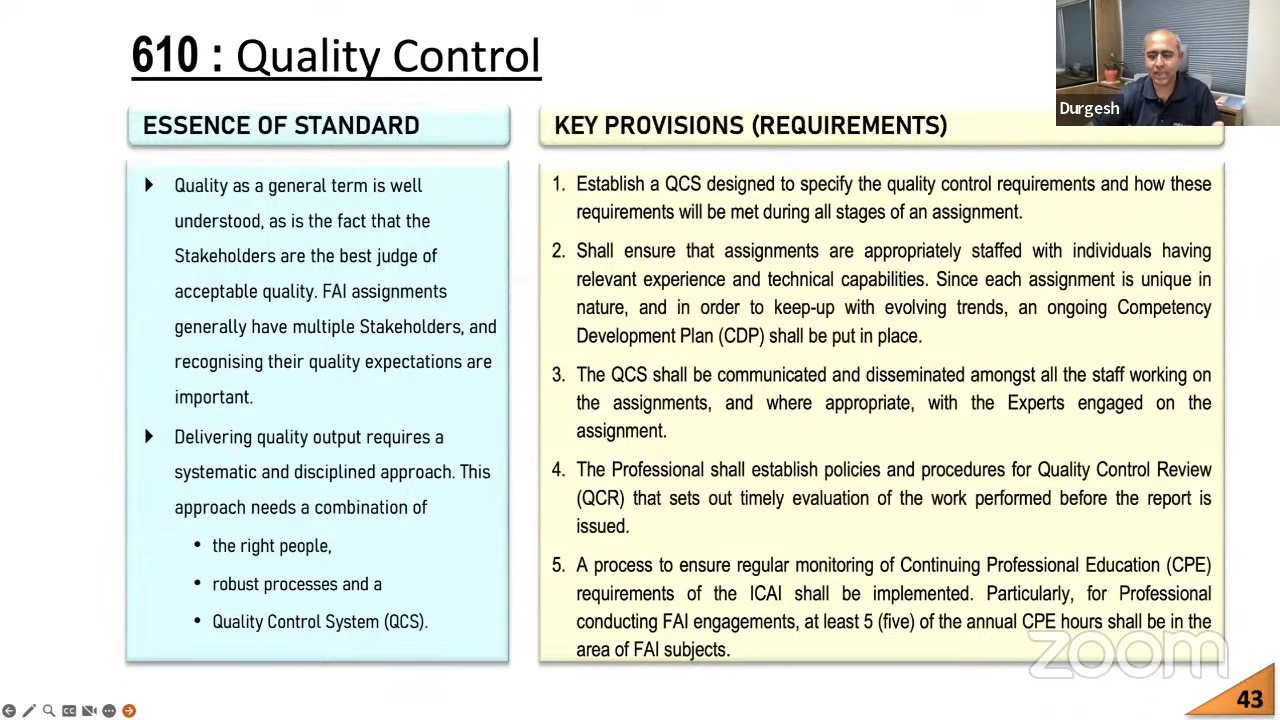 610 : Quality Control
Durgesh
ESSENCE OF STANDARD
Quality as a general term is well
understood, as is the fact that the
Stakeholders are the best judge of
acceptable quality. FAI assignments
generally have multiple Stakeholders, and
recognising their quality expectations are
important.
Delivering quality output requires a
systematic and disciplined approach. This
approach needs a combination of
• the right people,
• robust processes and a
• Quality Control System (QCS).
KEY PROVISIONS (REQUIREMENTS)
1. Establish a QCS designed to specify the quality control requirements and how these
requirements will be met during all stages of an assignment.
2. Shall ensure that assignments are appropriately staffed with individuals having
relevant experience and technical capabilities. Since each assignment is unique in
nature, and in order to keep-up with evolving trends, an ongoing Competency
Development Plan (CDP) shall be put in place.
3. The QCS shall be communicated and disseminated amongst all the staff working on
the assignments, and where appropriate, with the Experts engaged on the
assignment.
4. The Professional shall establish policies and procedures for Quality Control Review
(QCR) that sets out timely evaluation of the work performed before the report is
issued.
5. A process to ensure regular monitoring of Continuing Professional Education (CPE)
requirements of the ICAI shall be implemented. Particularly, for Professional
conducting FAI engagements, at least 5 (five) of the annual CPE hours shall be in the
area of FAI subjects.
zoom
CC
43